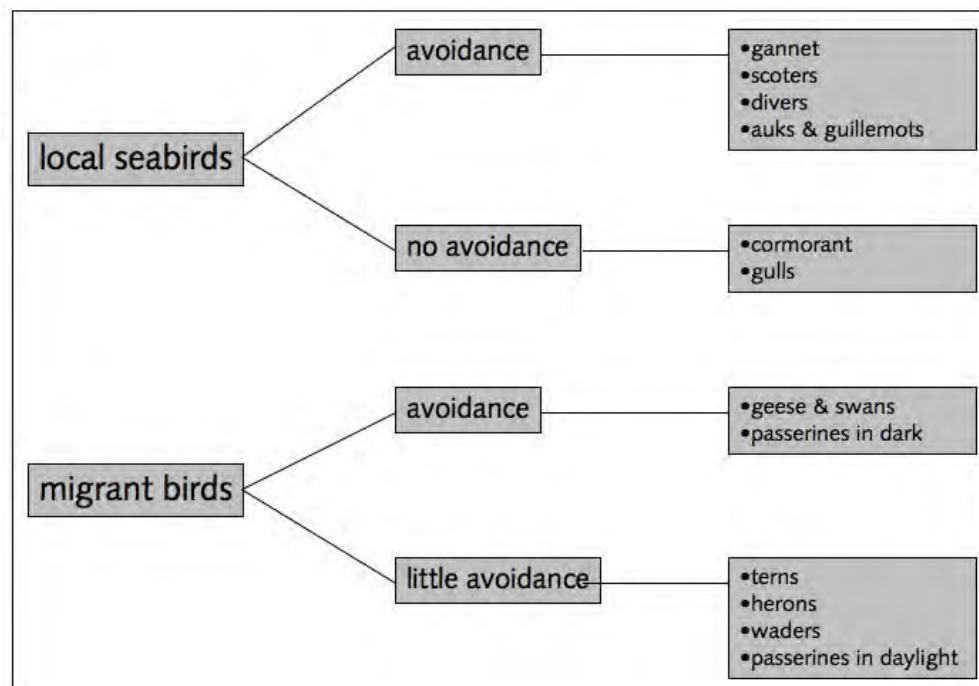 local seabirds
avoidance
•gannet
•scoters
•divers
•auks & guillemots
no avoidance
•cormorant
•gulls
migrant birds
avoidance
•geese & swans
•passerines in dark
little avoidance
•terns
•herons
•waders
•passerines in daylight